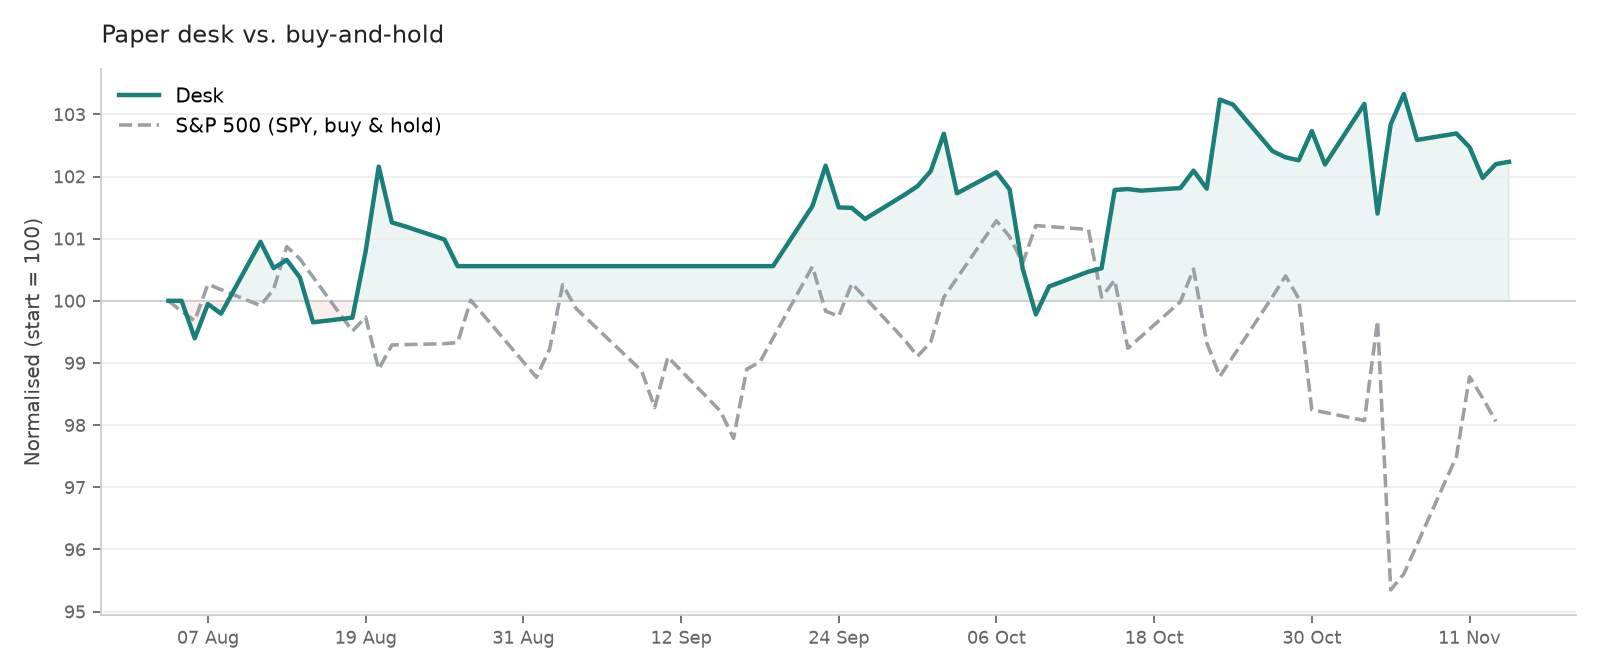 Paper desk vs. buy-and-hold
Desk
S&P 500 (SPY, buy & hold)
Normalised (start = 100)
103
102
101
100
99
98
97
96
95
07 Aug
19 Aug
31 Aug
12 Sep
24 Sep
06 Oct
18 Oct
30 Oct
11 Nov